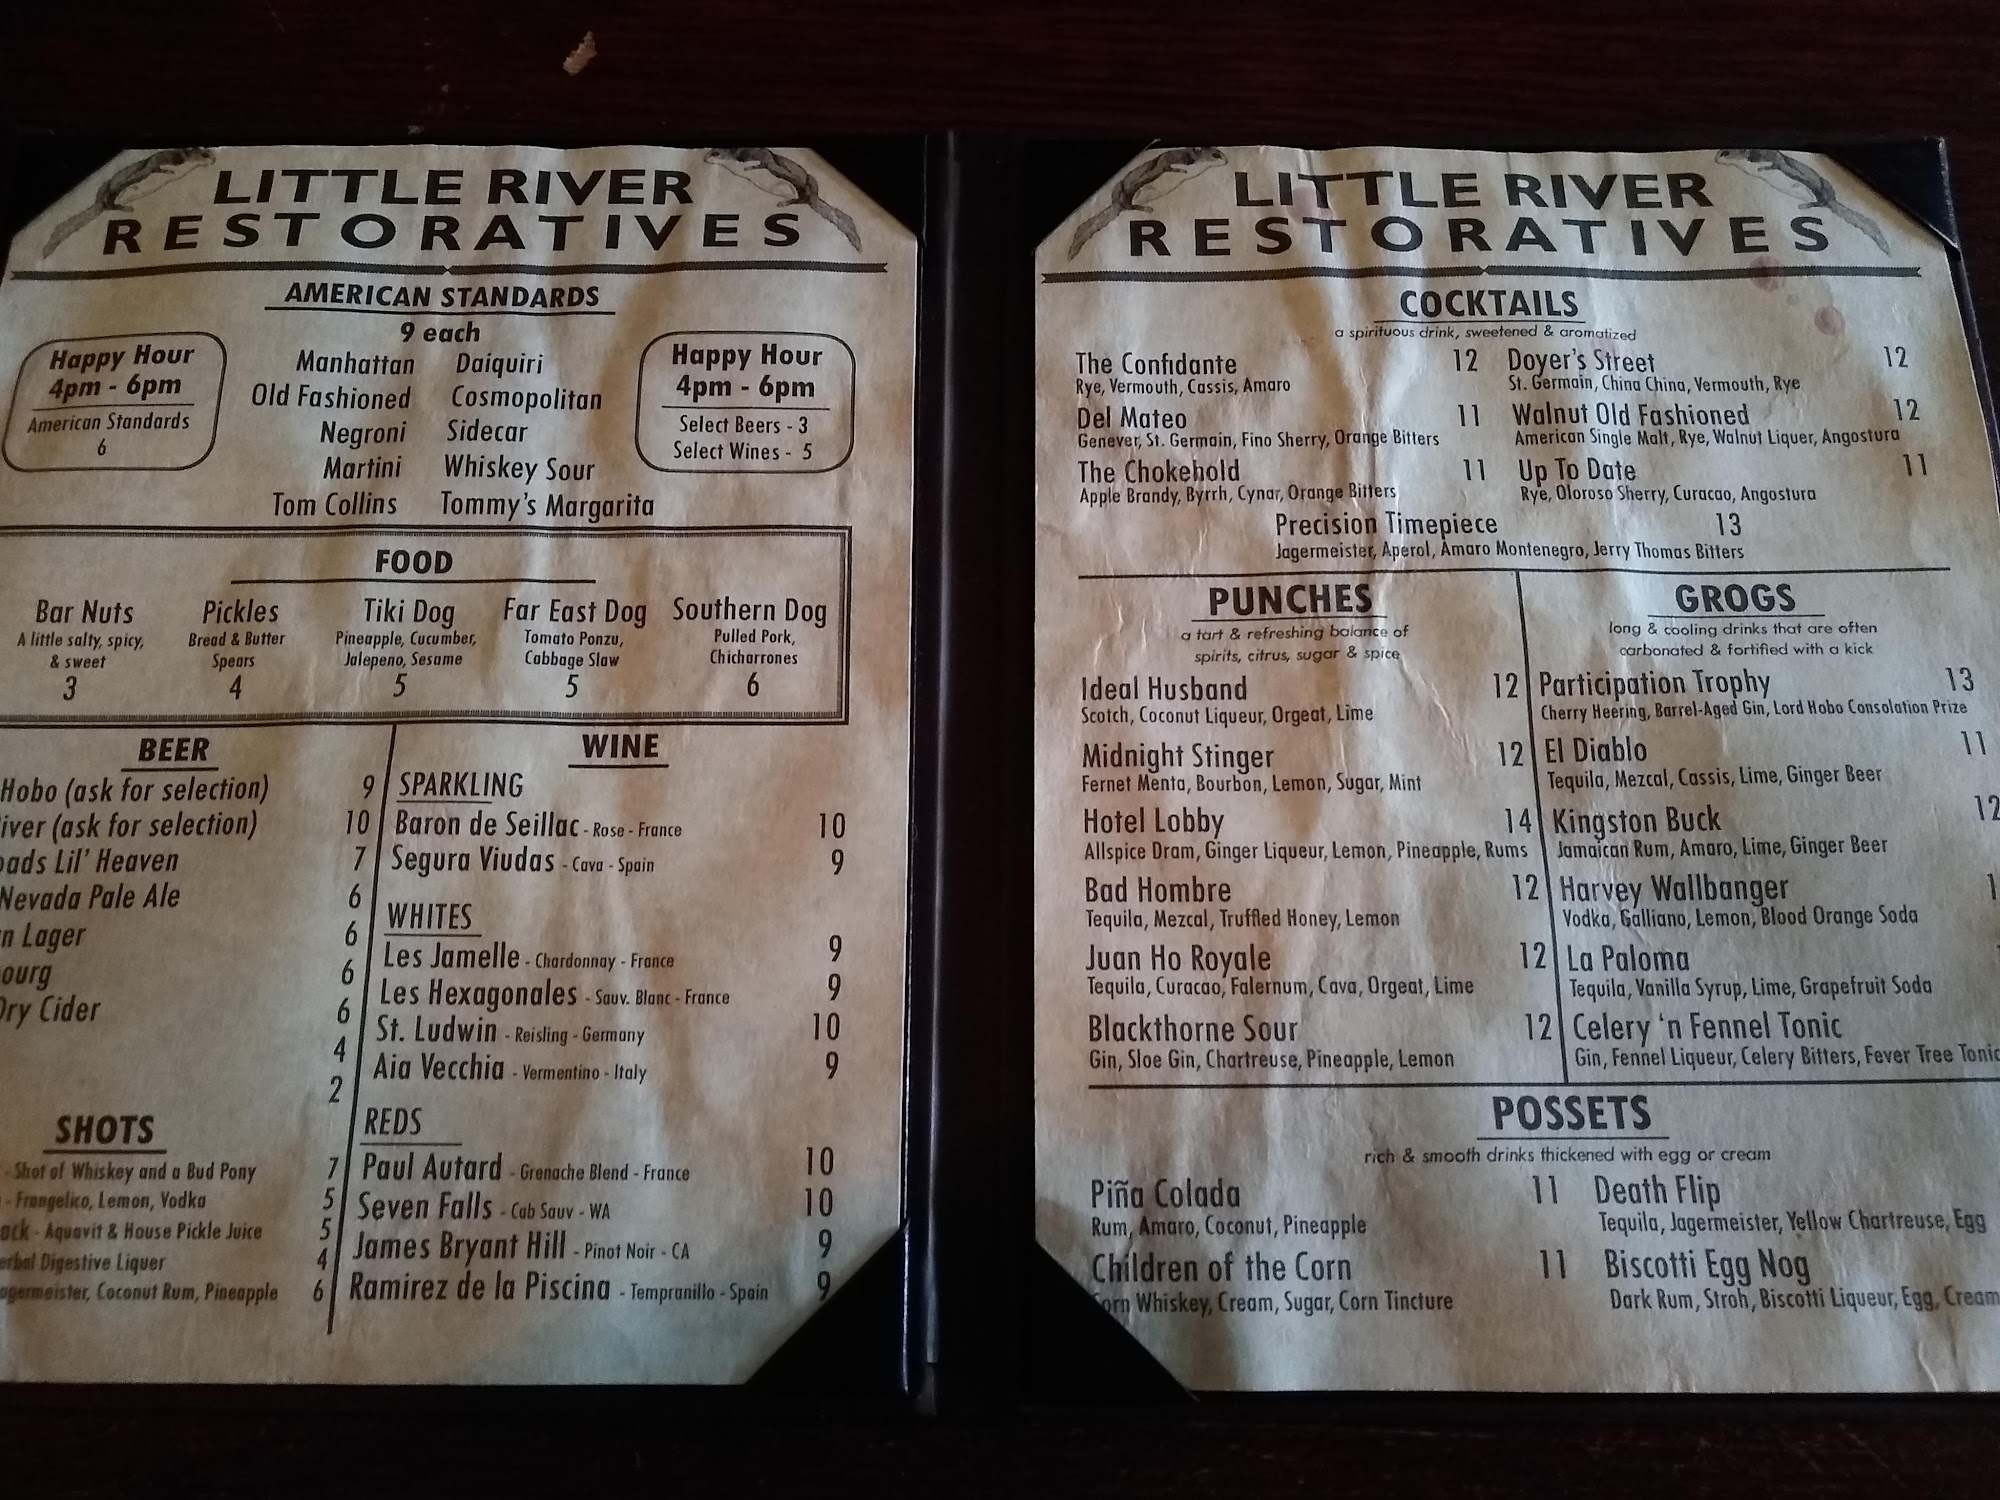 LITTLE RIVER
RESTORATIVES
AMERICAN STANDARDS
9 each
Happy Hour
4pm - 6pm
American Standards
6
Manhattan Daiquiri
Old Fashioned Cosmopolitan
Negroni Sidecar
Martini Whiskey Sour
Tom Collins Tommy's Margarita
Happy Hour
4pm - 6pm
Select Beers - 3
Select Wines - 5
FOOD
Bar Nuts
A little salty, spicy,
& sweet
3
Pickles
Bread & Butter
Spears
4
Tiki Dog
Pineapple, Cucumber,
Jalepeno, Sesame
5
Far East Dog
Tomato Ponzu,
Cabbage Slaw
5
Southern Dog
Pulled Pork,
Chicharrones
6
BEER
Hobo (ask for selection) 9
iver (ask for selection) 10
oads Lil' Heaven 7
Nevada Pale Ale 6
n Lager 6
ourg 6
Dry Cider 6
4
2
SHOTS
- Shot of Whiskey and a Bud Pony 7
- Frangelico, Lemon, Vodka 5
ack - Aquavit & House Pickle Juice 5
erbal Digestive Liquer 4
agermeister, Coconut Rum, Pineapple 6
WINE
SPARKLING
Baron de Seillac - Rose - France 10
Segura Viudas - Cava - Spain 9
WHITES
Les Jamelle - Chardonnay - France 9
Les Hexagonales - Sauv. Blanc - France 9
St. Ludwin - Reisling - Germany 10
Aia Vecchia - Vermentino - Italy 9
REDS
Paul Autard - Grenache Blend - France 10
Seven Falls - Cab Sauv - WA 10
James Bryant Hill - Pinot Noir - CA 9
Ramirez de la Piscina - Tempranillo - Spain 9
LITTLE RIVER
RESTORATIVES
COCKTAILS
a spirituous drink, sweetened & aromatized
The Confidante 12
Rye, Vermouth, Cassis, Amaro
Del Mateo 11
Genever, St. Germain, Fino Sherry, Orange Bitters
The Chokehold 11
Apple Brandy, Byrrh, Cynar, Orange Bitters
Doyer's Street 12
St. Germain, China China, Vermouth, Rye
Walnut Old Fashioned 12
American Single Malt, Rye, Walnut Liquer, Angostura
Up To Date 11
Rye, Oloroso Sherry, Curacao, Angostura
Precision Timepiece 13
Jagermeister, Aperol, Amaro Montenegro, Jerry Thomas Bitters
PUNCHES
a tart & refreshing balance of
spirits, citrus, sugar & spice
Ideal Husband 12
Scotch, Coconut Liqueur, Orgeat, Lime
Midnight Stinger 12
Fernet Menta, Bourbon, Lemon, Sugar, Mint
Hotel Lobby 14
Allspice Dram, Ginger Liqueur, Lemon, Pineapple, Rums
Bad Hombre 12
Tequila, Mezcal, Truffled Honey, Lemon
Juan Ho Royale 12
Tequila, Curacao, Falernum, Cava, Orgeat, Lime
Blackthorne Sour 12
Gin, Sloe Gin, Chartreuse, Pineapple, Lemon
GROGS
long & cooling drinks that are often
carbonated & fortified with a kick
Participation Trophy 13
Cherry Heering, Barrel-Aged Gin, Lord Hobo Consolation Prize
El Diablo 11
Tequila, Mezcal, Cassis, Lime, Ginger Beer
Kingston Buck 12
Jamaican Rum, Amaro, Lime, Ginger Beer
Harvey Wallbanger 1
Vodka, Galliano, Lemon, Blood Orange Soda
La Paloma
Tequila, Vanilla Syrup, Lime, Grapefruit Soda
Celery 'n Fennel Tonic
Gin, Fennel Liqueur, Celery Bitters, Fever Tree Tonic
POSSETS
rich & smooth drinks thickened with egg or cream
Piña Colada 11
Rum, Amaro, Coconut, Pineapple
Children of the Corn 11
Corn Whiskey, Cream, Sugar, Corn Tincture
Death Flip
Tequila, Jagermeister, Yellow Chartreuse, Egg
Biscotti Egg Nog
Dark Rum, Stroh, Biscotti Liqueur, Egg, Cream